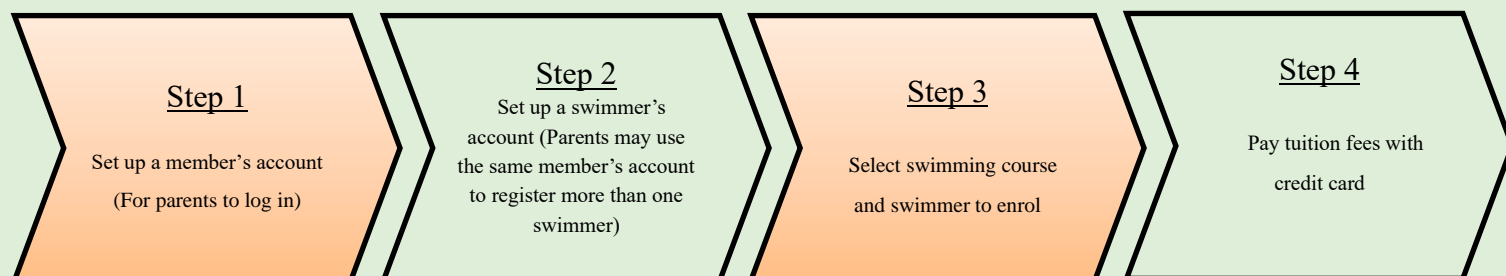 Step 1
Set up a member’s account
(For parents to log in)
Step 2
Set up a swimmer’s
account (Parents may use
the same member’s account
to register more than one
swimmer)
Step 3
Select swimming course
and swimmer to enrol
Step 4
Pay tuition fees with
credit card